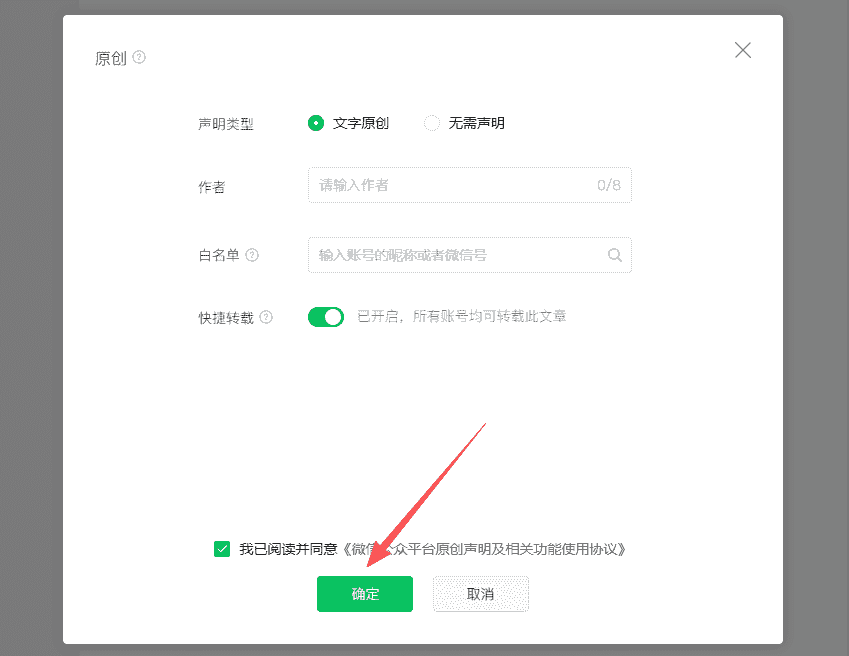 原创
声明类型 文字原创 无需声明
作者 请输入作者 0/8
白名单 输入账号的昵称或者微信号
快捷转载 已开启，所有账号均可转载此文章
我已阅读并同意《微信公众平台原创声明及相关功能使用协议》
确定 取消